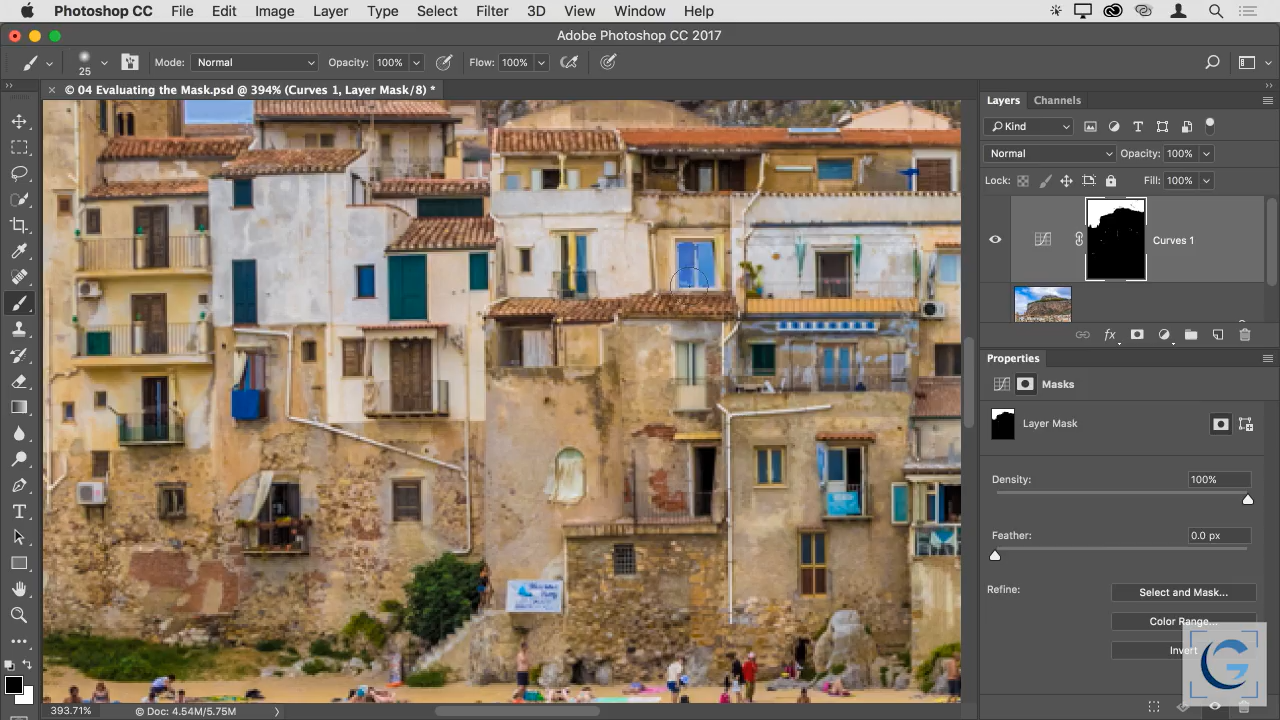 Photoshop CC File Edit Image Layer Type Select Filter 3D View Window Help
Adobe Photoshop CC 2017
25 Mode: Normal Opacity: 100% Flow: 100%
© 04 Evaluating the Mask.psd @ 394% (Curves 1, Layer Mask/8) *
Layers Channels
Kind
Normal Opacity: 100%
Lock: Fill: 100%
Curves 1
fx
Properties
Masks
Layer Mask
Density: 100%
Feather: 0.0 px
Refine: Select and Mask...
Color Range...
Invert
393.71% Doc: 4.54M/5.75M